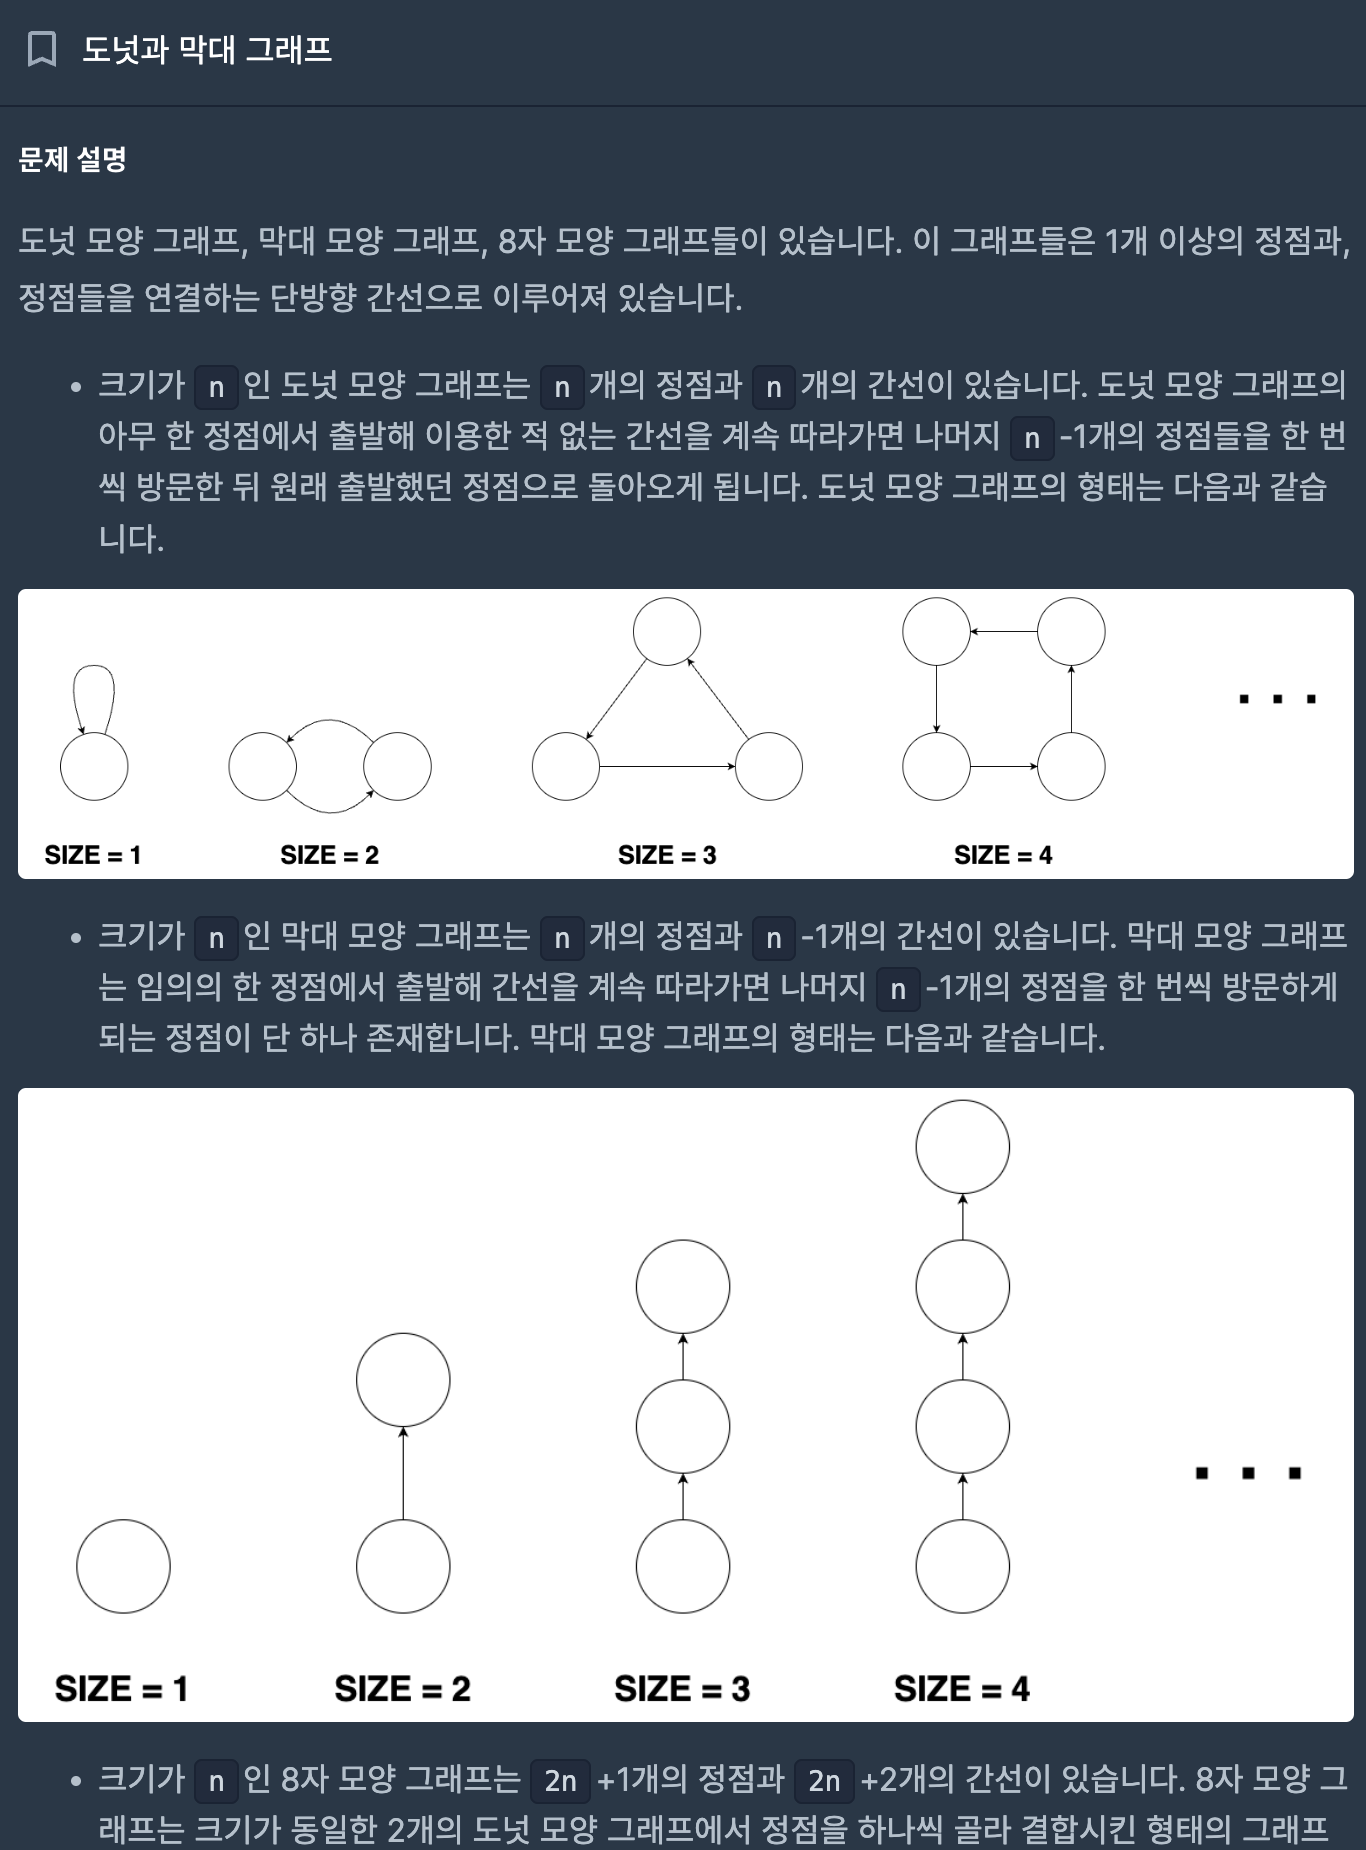 도넛과 막대 그래프
문제 설명
도넛 모양 그래프, 막대 모양 그래프, 8자 모양 그래프들이 있습니다. 이 그래프들은 1개 이상의 정점과,
정점들을 연결하는 단방향 간선으로 이루어져 있습니다.
• 크기가 n인 도넛 모양 그래프는 n개의 정점과 n개의 간선이 있습니다. 도넛 모양 그래프의
아무 한 정점에서 출발해 이용한 적 없는 간선을 계속 따라가면 나머지 n-1개의 정점들을 한 번
씩 방문한 뒤 원래 출발했던 정점으로 돌아오게 됩니다. 도넛 모양 그래프의 형태는 다음과 같습
니다.
SIZE = 1 SIZE = 2 SIZE = 3 SIZE = 4
• 크기가 n인 막대 모양 그래프는 n개의 정점과 n-1개의 간선이 있습니다. 막대 모양 그래프
는 임의의 한 정점에서 출발해 간선을 계속 따라가면 나머지 n-1개의 정점을 한 번씩 방문하게
되는 정점이 단 하나 존재합니다. 막대 모양 그래프의 형태는 다음과 같습니다.
SIZE = 1 SIZE = 2 SIZE = 3 SIZE = 4
• 크기가 n인 8자 모양 그래프는 2n+1개의 정점과 2n+2개의 간선이 있습니다. 8자 모양 그
래프는 크기가 동일한 2개의 도넛 모양 그래프에서 정점을 하나씩 골라 결합시킨 형태의 그래프